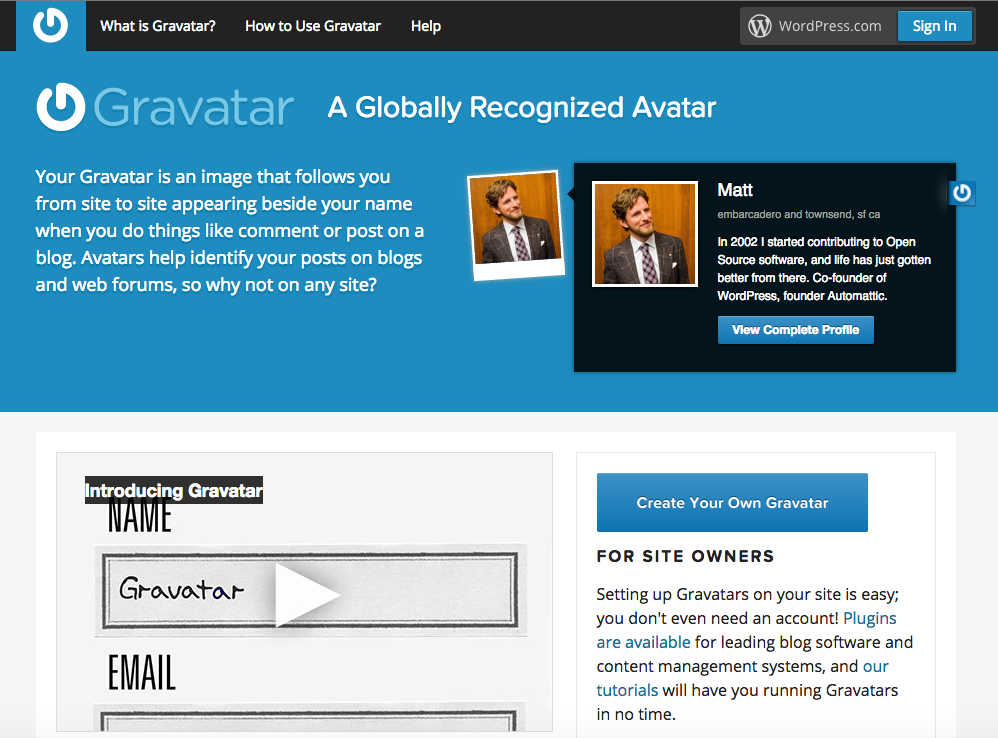 What is Gravatar?
How to Use Gravatar
Help
WordPress.com
Sign In
Gravatar
A Globally Recognized Avatar
Your Gravatar is an image that follows you
from site to site appearing beside your name
when you do things like comment or post on a
blog. Avatars help identify your posts on blogs
and web forums, so why not on any site?
Matt
embarcadero and townsend, sf ca
In 2002 I started contributing to Open
Source software, and life has just gotten
better from there. Co-founder of
WordPress, founder Automattic.
View Complete Profile
Introducing Gravatar
NAME
Gravatar
EMAIL
Create Your Own Gravatar
FOR SITE OWNERS
Setting up Gravatars on your site is easy;
you don't even need an account! Plugins
are available for leading blog software and
content management systems, and our
tutorials will have you running Gravatars
in no time.